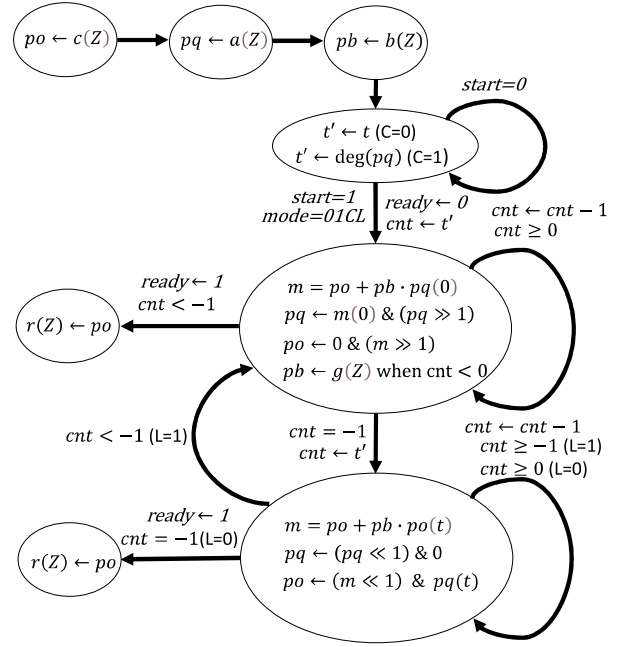 po ← c(Z)
pq ← a(Z)
pb ← b(Z)
start=0
t′ ← t (C=0)
t′ ← deg(pq) (C=1)
start=1
mode=01CL
ready ← 0
cnt ← t′
cnt ← cnt − 1
cnt ≥ 0
ready ← 1
cnt < −1
r(Z) ← po
m = po + pb · pq(0)
pq ← m(0) & (pq ≫ 1)
po ← 0 & (m ≫ 1)
pb ← g(Z) when cnt < 0
cnt < −1 (L=1)
cnt = −1
cnt ← t′
cnt ← cnt − 1
cnt ≥ −1 (L=1)
cnt ≥ 0 (L=0)
ready ← 1
cnt = −1(L=0)
r(Z) ← po
m = po + pb · po(t)
pq ← (pq ≪ 1) & 0
po ← (m ≪ 1) & pq(t)